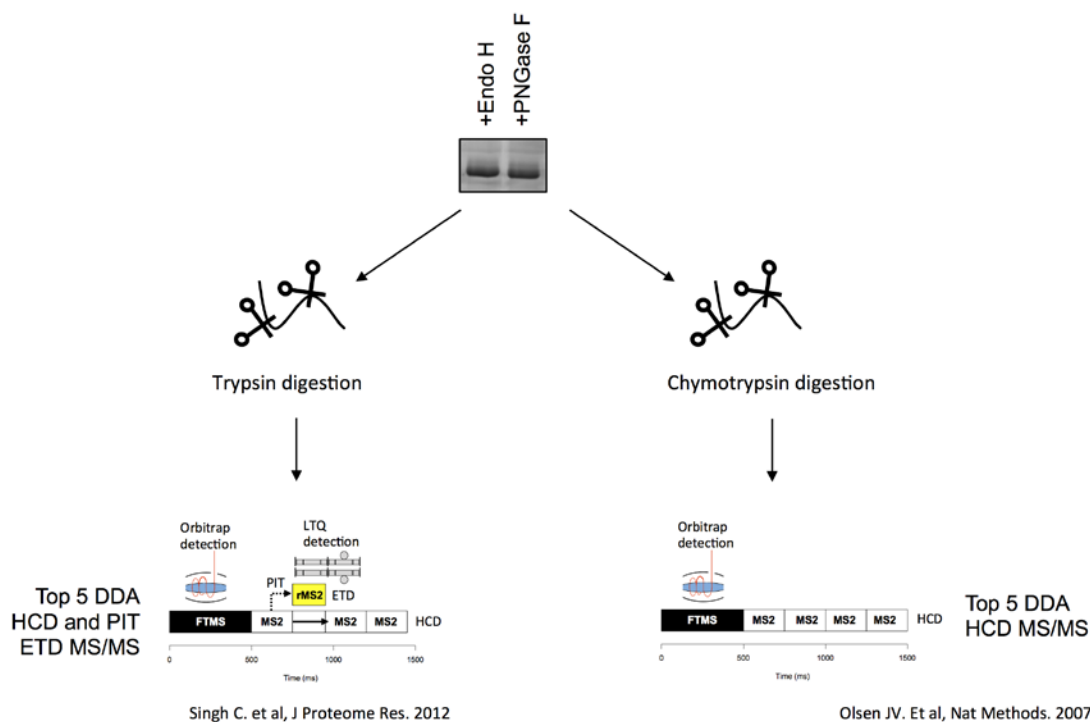 +Endo H
+PNGase F
Trypsin digestion
Chymotrypsin digestion
Orbitrap
detection
LTQ
detection
PIT
rMS2
ETD
Top 5 DDA
HCD and PIT
ETD MS/MS
FTMS
MS2
MS2
MS2
HCD
0
500
1000
1500
Time (ms)
Singh C. et al, J Proteome Res. 2012
Orbitrap
detection
FTMS
MS2
MS2
MS2
MS2
HCD
Top 5 DDA
HCD MS/MS
0
500
1000
1500
Time (ms)
Olsen JV. Et al, Nat Methods. 2007